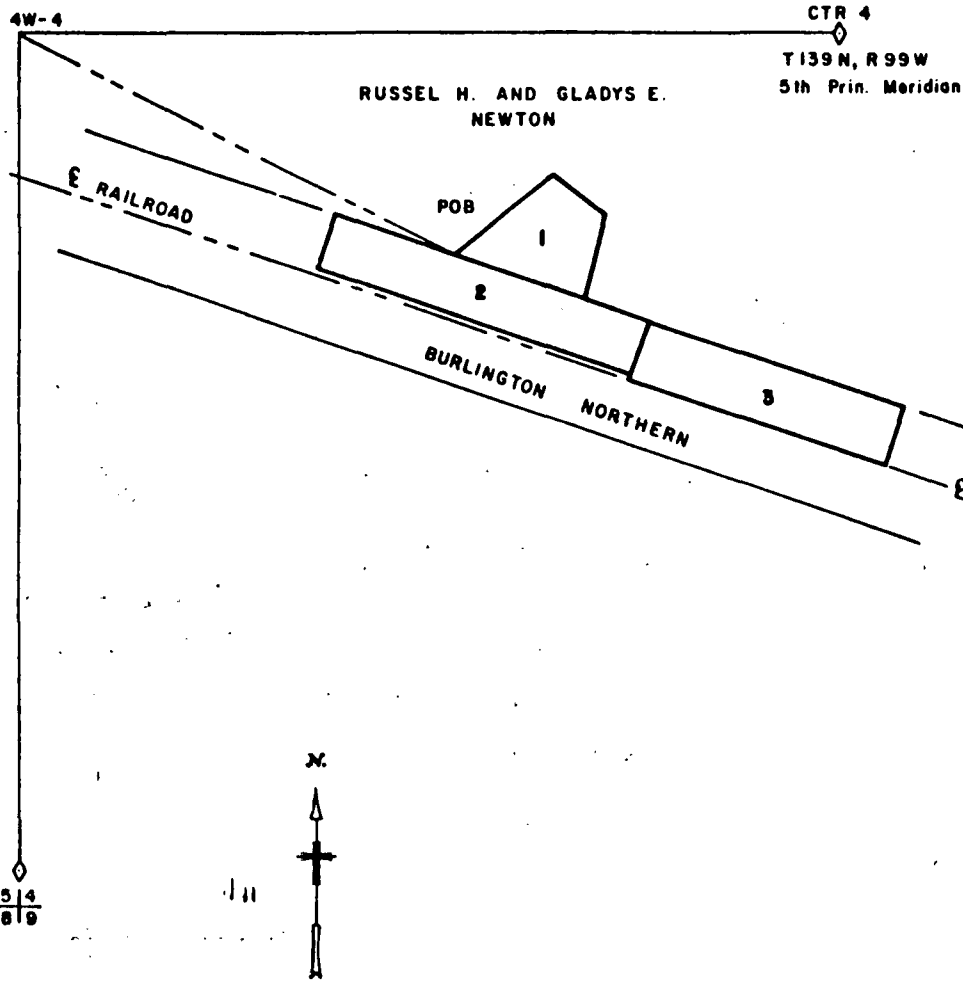 4W-4
CTR 4
T139N, R99W
5th Prin. Meridian
RUSSEL H. AND GLADYS E.
NEWTON
℄ RAILROAD
POB
1
2
3
BURLINGTON NORTHERN
℄
N.
5 4
8 9